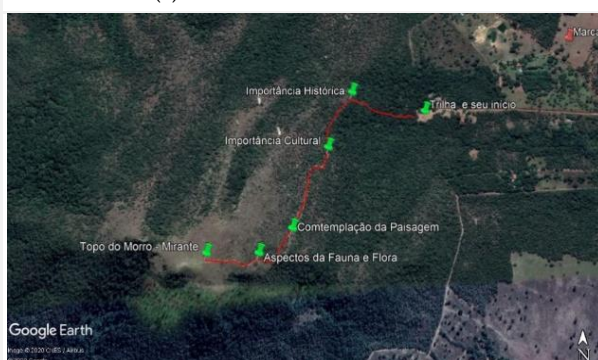 Marca
Importância Histórica
Trilha e seu início
Importância Cultural
Comtemplação da Paisagem
Topo do Morro - Mirante
Aspectos da Fauna e Flora
Google Earth
N